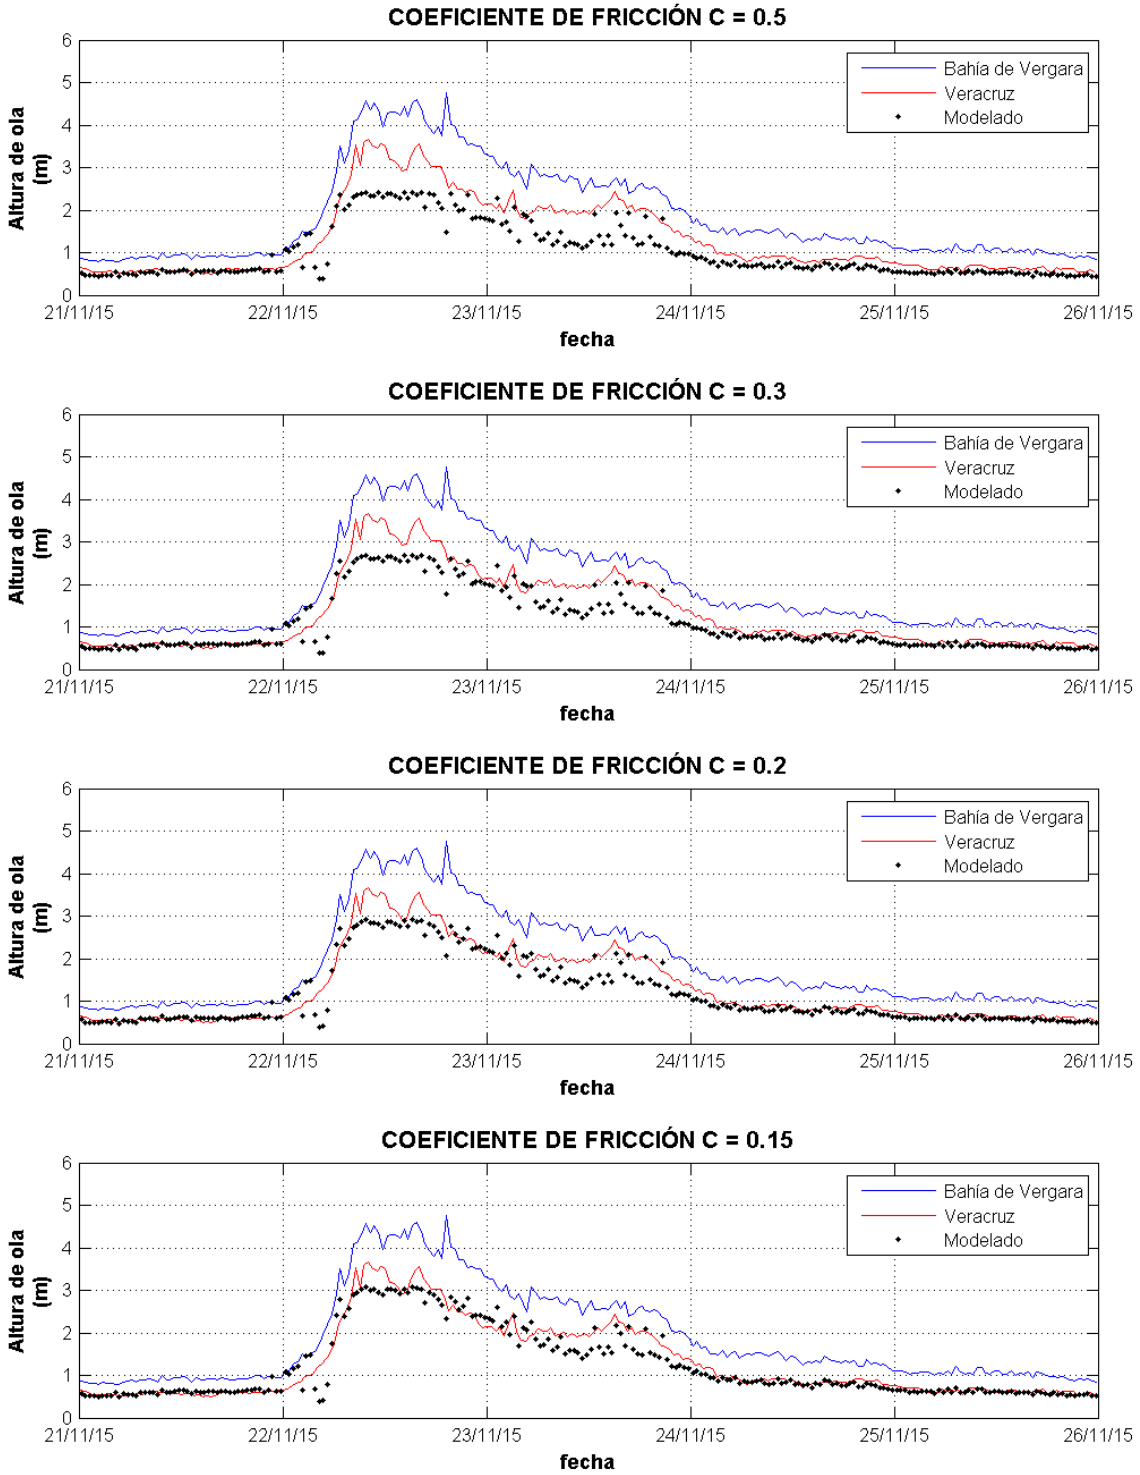 COEFICIENTE DE FRICCIÓN C = 0.5
6
5
4
3
2
1
0
Altura de ola
(m)
Bahía de Vergara
Veracruz
Modelado
21/11/15 22/11/15 23/11/15 24/11/15 25/11/15 26/11/15
fecha
COEFICIENTE DE FRICCIÓN C = 0.3
6
5
4
3
2
1
0
Altura de ola
(m)
Bahía de Vergara
Veracruz
Modelado
21/11/15 22/11/15 23/11/15 24/11/15 25/11/15 26/11/15
fecha
COEFICIENTE DE FRICCIÓN C = 0.2
6
5
4
3
2
1
0
Altura de ola
(m)
Bahía de Vergara
Veracruz
Modelado
21/11/15 22/11/15 23/11/15 24/11/15 25/11/15 26/11/15
fecha
COEFICIENTE DE FRICCIÓN C = 0.15
6
5
4
3
2
1
0
Altura de ola
(m)
Bahía de Vergara
Veracruz
Modelado
21/11/15 22/11/15 23/11/15 24/11/15 25/11/15 26/11/15
fecha